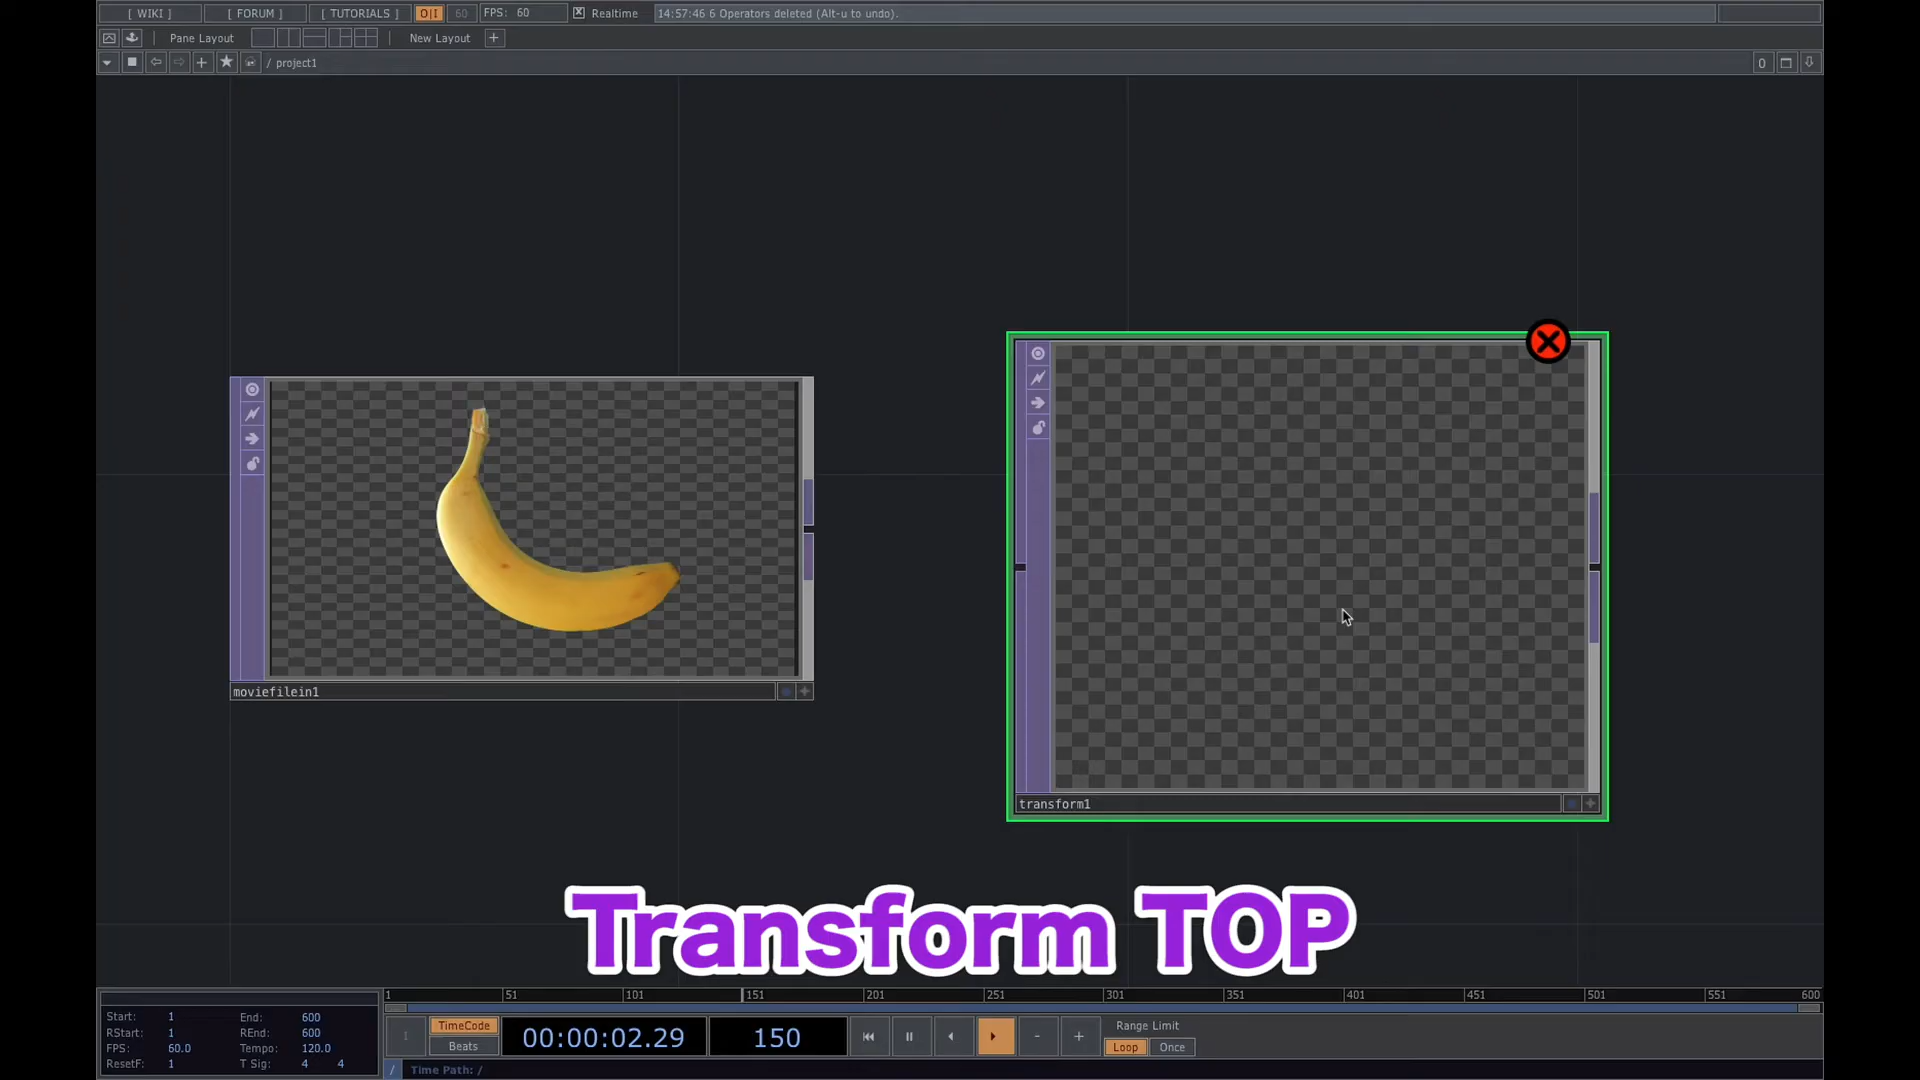 [ WIKI ] [ FORUM ] [ TUTORIALS ] O|I 60 FPS: 60 Realtime 14:57:46 6 Operators deleted (Alt-u to undo).
Pane Layout New Layout +
/ project1 0
moviefilein1
transform1
Transform TOP
1 51 101 151 201 251 301 351 401 451 501 551 600
Start: 1 End: 600
RStart: 1 REnd: 600
FPS: 60.0 Tempo: 120.0
ResetF: 1 T Sig: 4 4
1 TimeCode
Beats
00:00:02.29 150
- +
Range Limit
Loop Once
/ Time Path: /